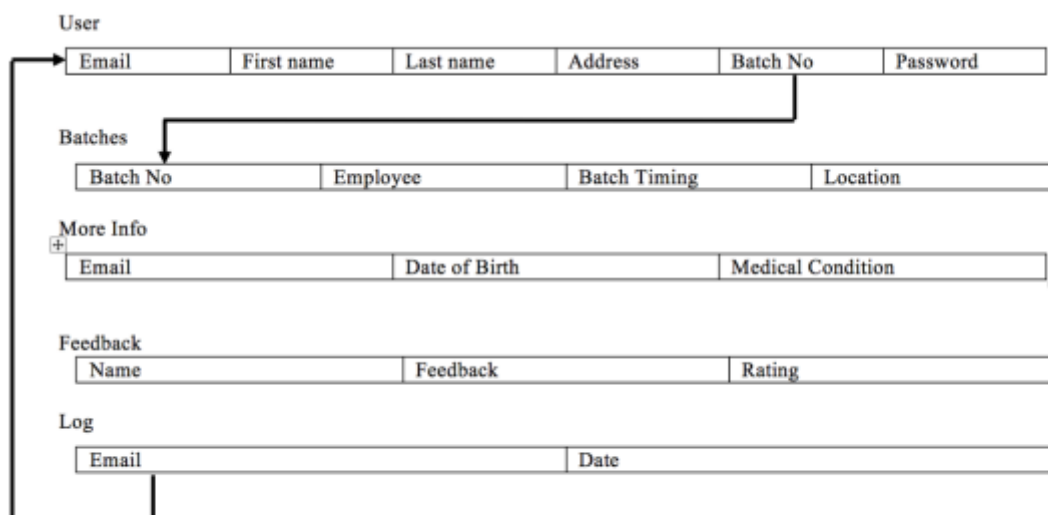 User
Email First name Last name Address Batch No Password
Batches
Batch No Employee Batch Timing Location
More Info
Email Date of Birth Medical Condition
Feedback
Name Feedback Rating
Log
Email Date